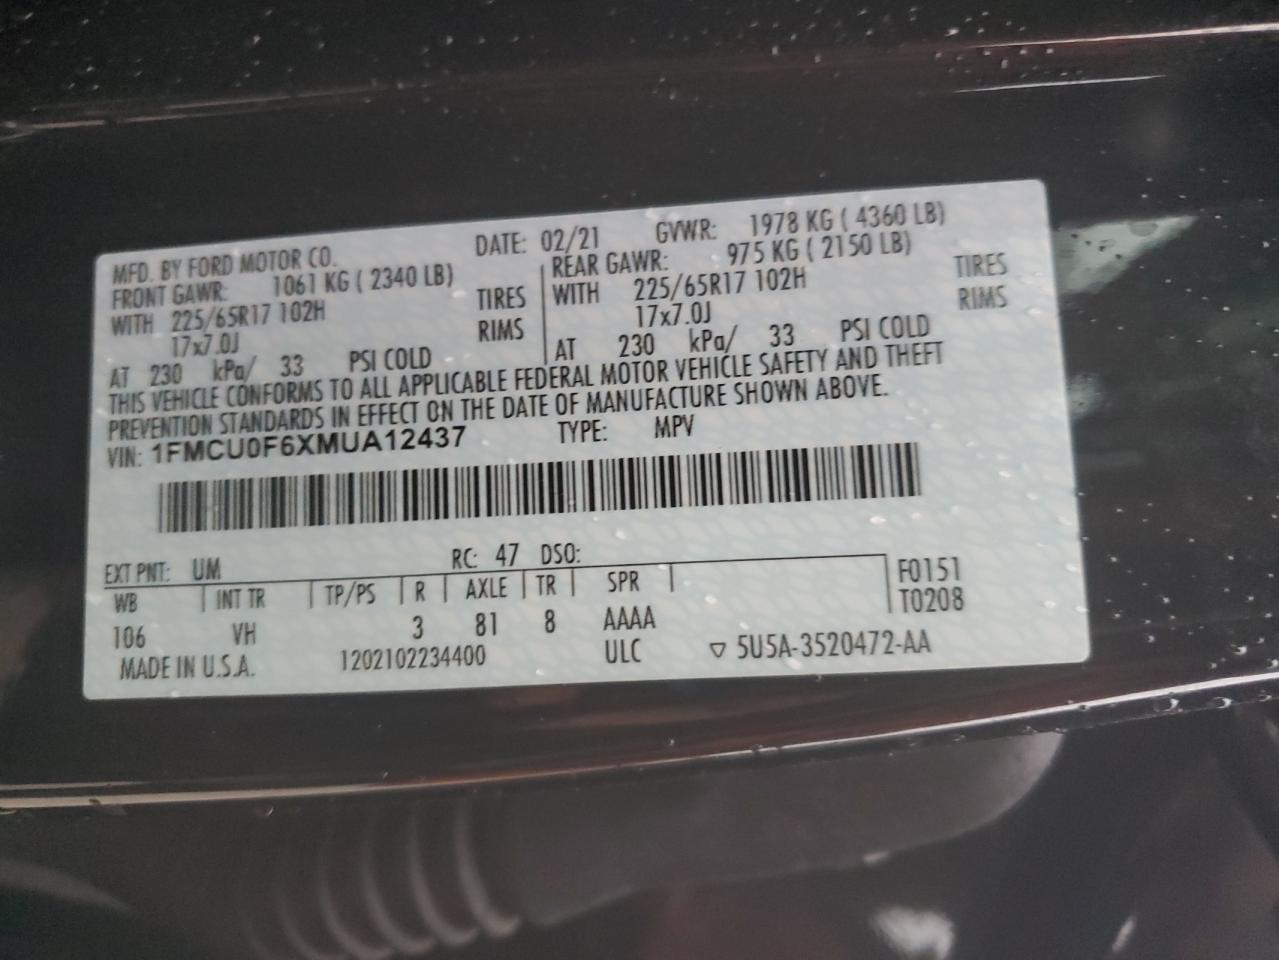 MFD. BY FORD MOTOR CO. DATE: 02/21 GVWR: 1978 KG ( 4360 LB)
FRONT GAWR: 1061 KG ( 2340 LB) REAR GAWR: 975 KG ( 2150 LB)
WITH 225/65R17 102H TIRES WITH 225/65R17 102H TIRES
17x7.0J RIMS 17x7.0J RIMS
AT 230 kPa/ 33 PSI COLD AT 230 kPa/ 33 PSI COLD
THIS VEHICLE CONFORMS TO ALL APPLICABLE FEDERAL MOTOR VEHICLE SAFETY AND THEFT
PREVENTION STANDARDS IN EFFECT ON THE DATE OF MANUFACTURE SHOWN ABOVE.
VIN: 1FMCU0F6XMUA12437 TYPE: MPV
EXT PNT: UM RC: 47 DSO:
WB INT TR TP/PS R AXLE TR SPR F0151
T0208
106 VH 3 81 8 AAAA
MADE IN U.S.A. 1202102234400 ULC ▽ 5U5A-3520472-AA